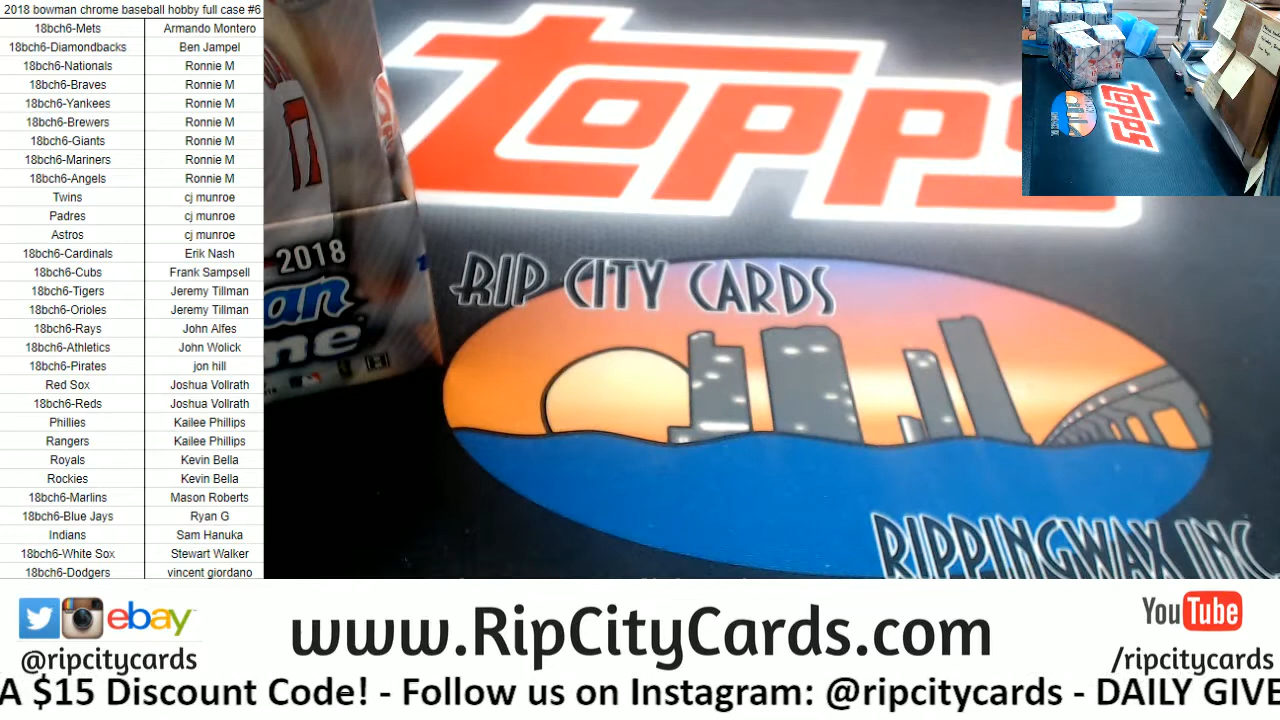 2018 bowman chrome baseball hobby full case #6
18bch6-Mets Armando Montero
18bch6-Diamondbacks Ben Jampel
18bch6-Nationals Ronnie M
18bch6-Braves Ronnie M
18bch6-Yankees Ronnie M
18bch6-Brewers Ronnie M
18bch6-Giants Ronnie M
18bch6-Mariners Ronnie M
18bch6-Angels Ronnie M
Twins cj munroe
Padres cj munroe
Astros cj munroe
18bch6-Cardinals Erik Nash
18bch6-Cubs Frank Sampsell
18bch6-Tigers Jeremy Tillman
18bch6-Orioles Jeremy Tillman
18bch6-Rays John Alfes
18bch6-Athletics John Wolick
18bch6-Pirates jon hill
Red Sox Joshua Vollrath
18bch6-Reds Joshua Vollrath
Phillies Kailee Phillips
Rangers Kailee Phillips
Royals Kevin Bella
Rockies Kevin Bella
18bch6-Marlins Mason Roberts
18bch6-Blue Jays Ryan G
Indians Sam Hanuka
18bch6-White Sox Stewart Walker
18bch6-Dodgers vincent giordano
17
2018
an
me
topps
RIP CITY CARDS
RIPPINGWAX INC.
topps
ebay
@ripcitycards
www.RipCityCards.com
YouTube
/ripcitycards
A $15 Discount Code! - Follow us on Instagram: @ripcitycards - DAILY GIVE